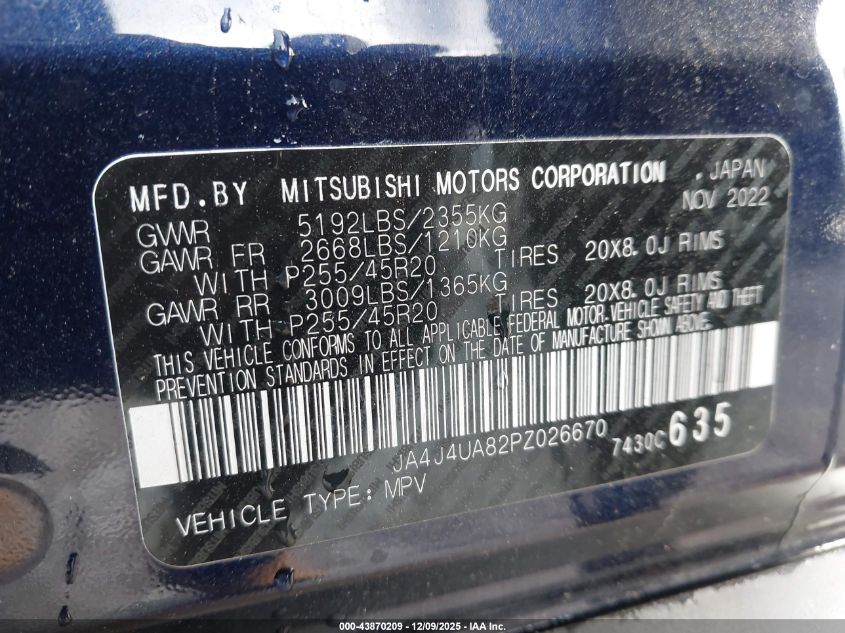 MFD.BY MITSUBISHI MOTORS CORPORATION . JAPAN
NOV 2022
GVWR 5192LBS/2355KG
GAWR FR 2668LBS/1210KG
WITH P255/45R20 TIRES 20X8.0J RIMS
GAWR RR 3009LBS/1365KG
WITH P255/45R20 TIRES 20X8.0J RIMS
THIS VEHICLE CONFORMS TO ALL APPLICABLE FEDERAL MOTOR VEHICLE SAFETY AND THEFT
PREVENTION STANDARDS IN EFFECT ON THE DATE OF MANUFACTURE SHOWN ABOVE.
JA4J4UA82PZ026670 7430C635
VEHICLE TYPE: MPV
000-43870209 - 12/09/2025 - IAA Inc.